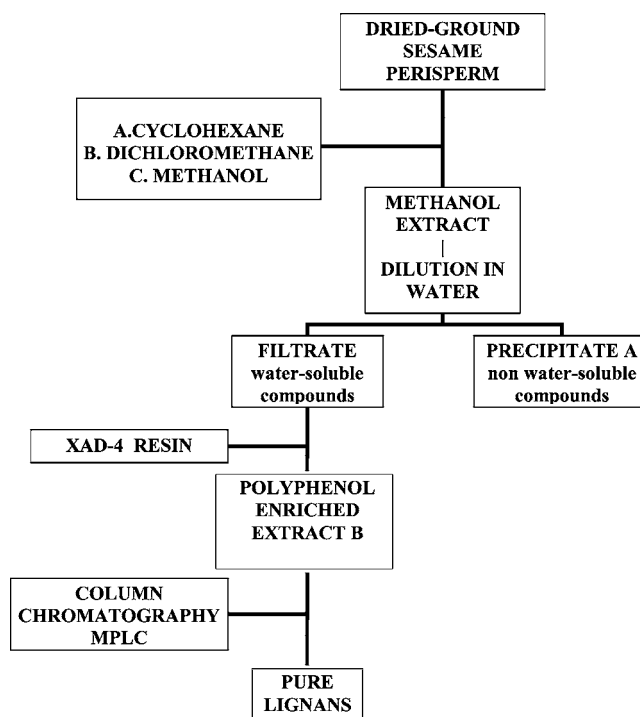 DRIED-GROUND
SESAME
PERISPERM
A.CYCLOHEXANE
B. DICHLOROMETHANE
C. METHANOL
METHANOL
EXTRACT
DILUTION IN
WATER
FILTRATE
water-soluble
compounds
PRECIPITATE A
non water-soluble
compounds
XAD-4 RESIN
POLYPHENOL
ENRICHED
EXTRACT B
COLUMN
CHROMATOGRAPHY
MPLC
PURE
LIGNANS